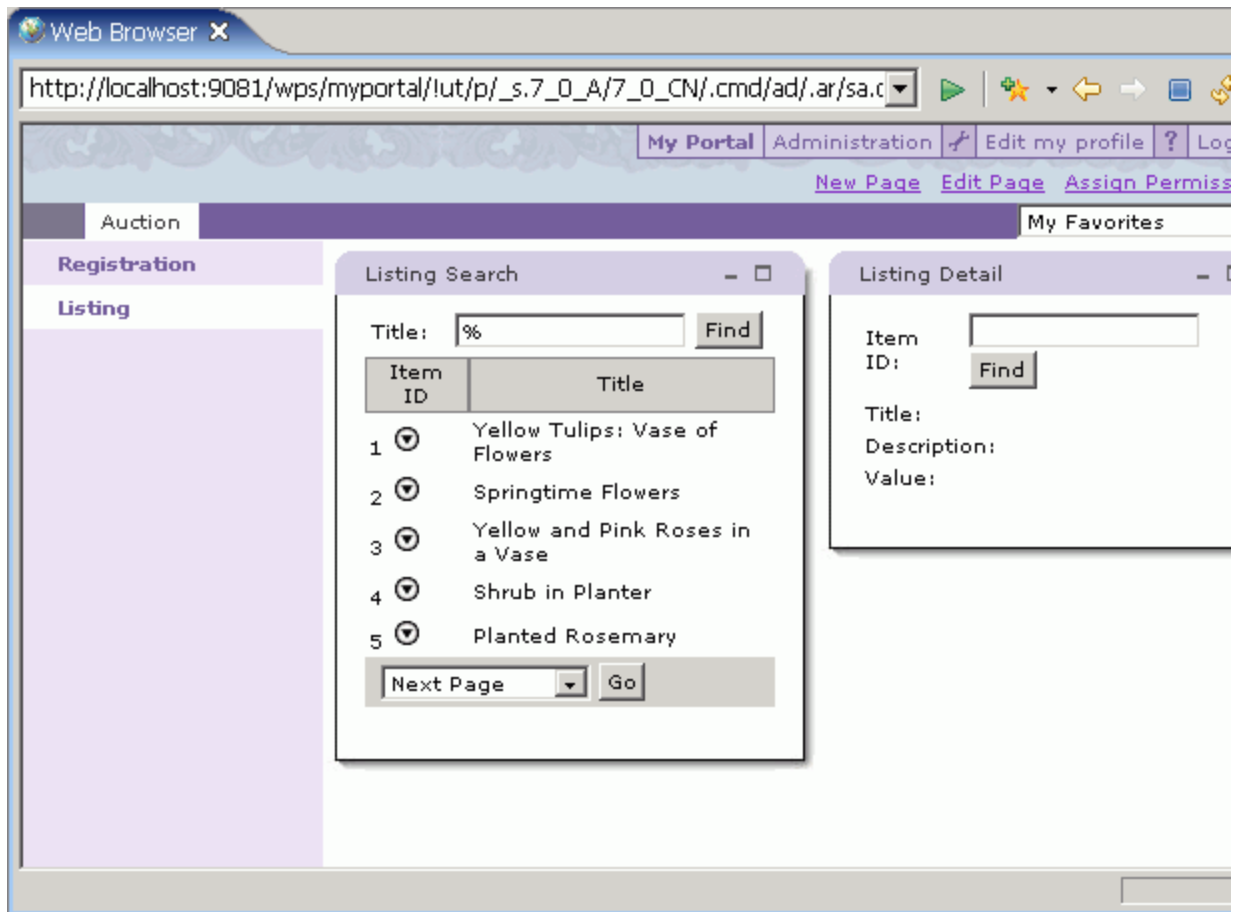 Web Browser
http://localhost:9081/wps/myportal/!ut/p/_s.7_0_A/7_0_CN/.cmd/ad/.ar/sa.c
My Portal Administration Edit my profile ? Log
New Page Edit Page Assign Permiss
Auction
My Favorites
Registration
Listing
Listing Search
Title: % Find
Item
ID
Title
1 Yellow Tulips: Vase of
Flowers
2 Springtime Flowers
3 Yellow and Pink Roses in
a Vase
4 Shrub in Planter
5 Planted Rosemary
Next Page Go
Listing Detail
Item
ID:
Find
Title:
Description:
Value: